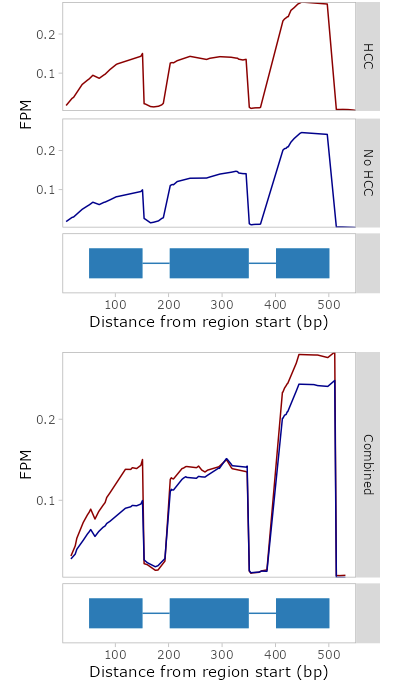 0.2
0.1
HCC
FPM
0.2
0.1
No HCC
100 200 300 400 500
Distance from region start (bp)
0.2
0.1
FPM
Combined
100 200 300 400 500
Distance from region start (bp)